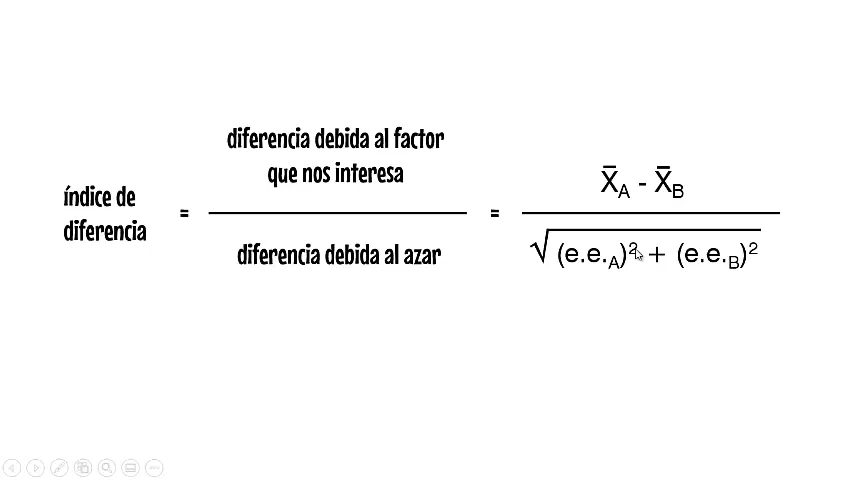 diferencia debida al factor
que nos interesa
índice de
diferencia
=
diferencia debida al azar
=
X̅A - X̅B
√(e.e.A)² + (e.e.B)²